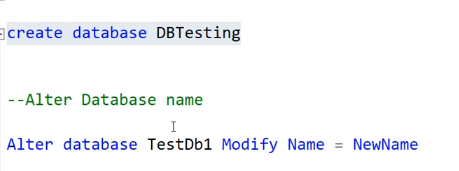 create database DBTesting
--Alter Database name
Alter database TestDb1 Modify Name = NewName